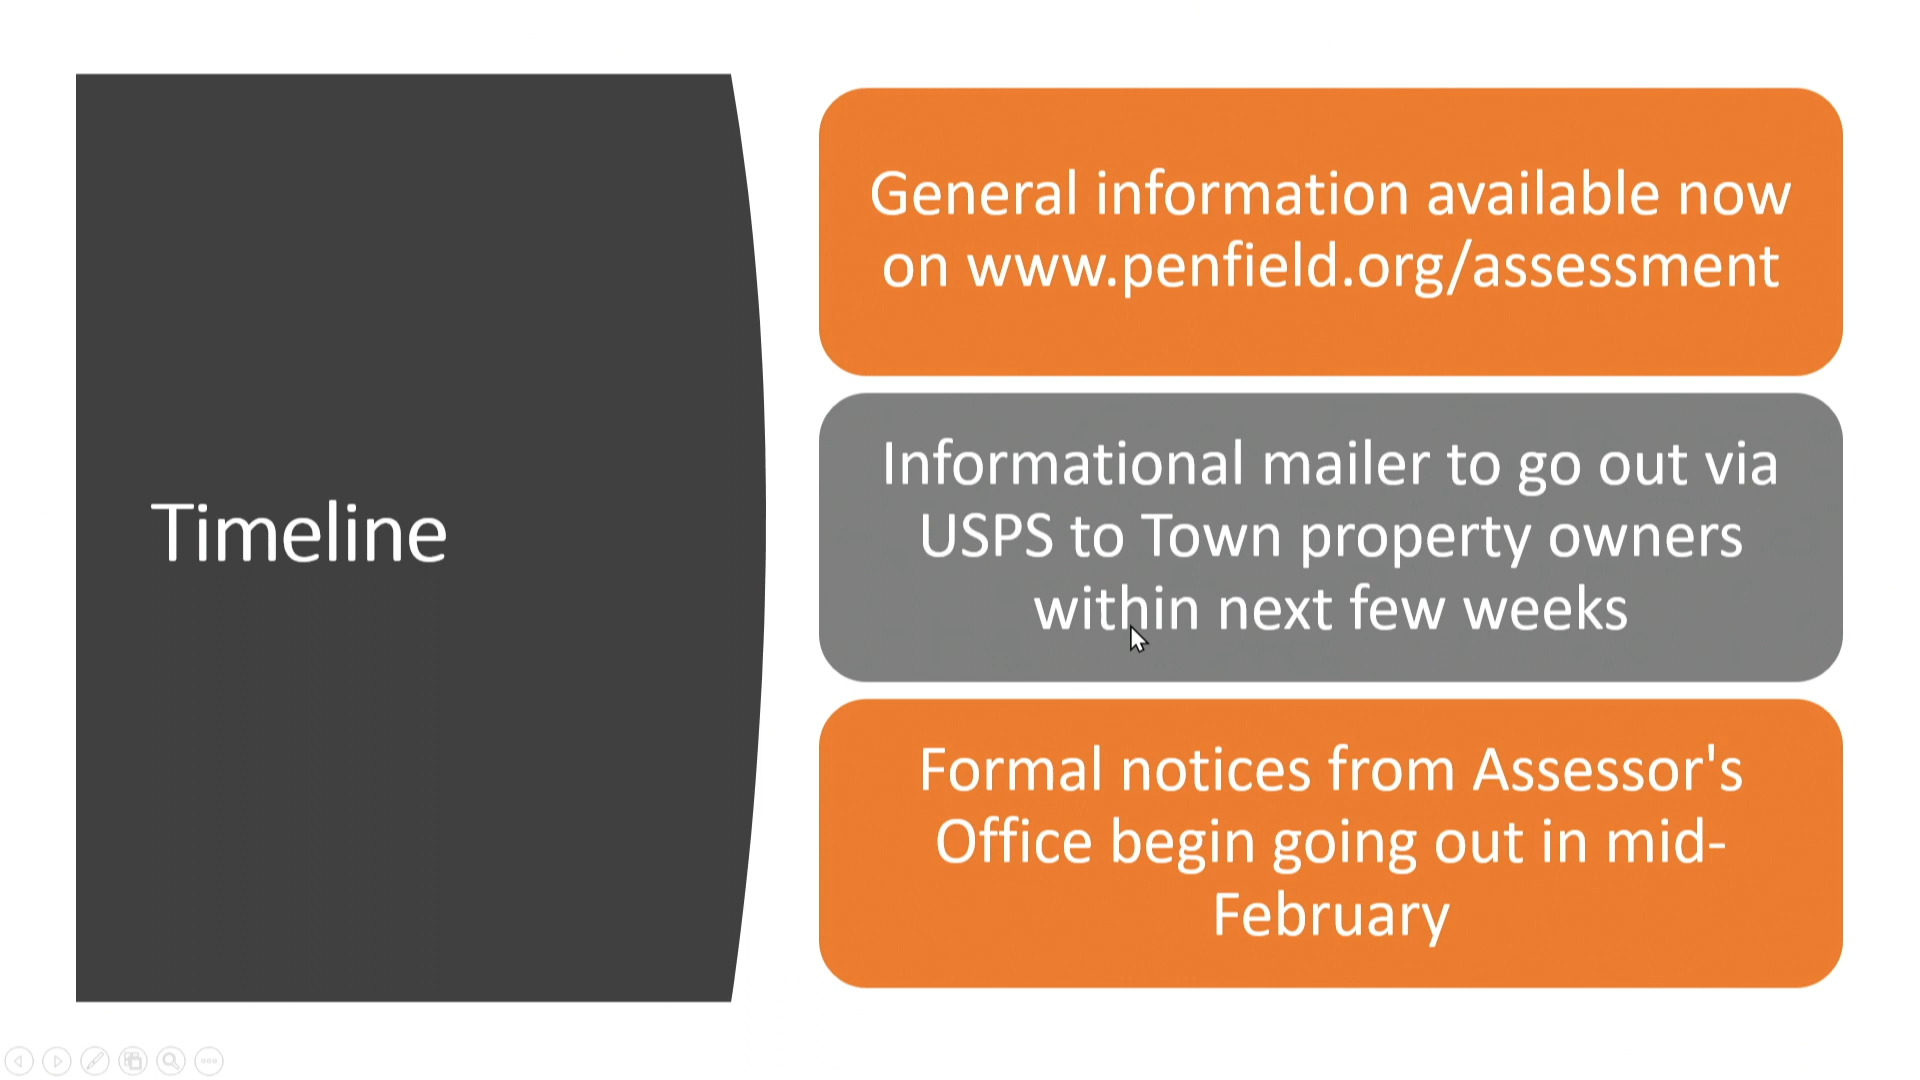 Timeline
General information available now
on www.penfield.org/assessment
Informational mailer to go out via
USPS to Town property owners
within next few weeks
Formal notices from Assessor's
Office begin going out in mid-
February